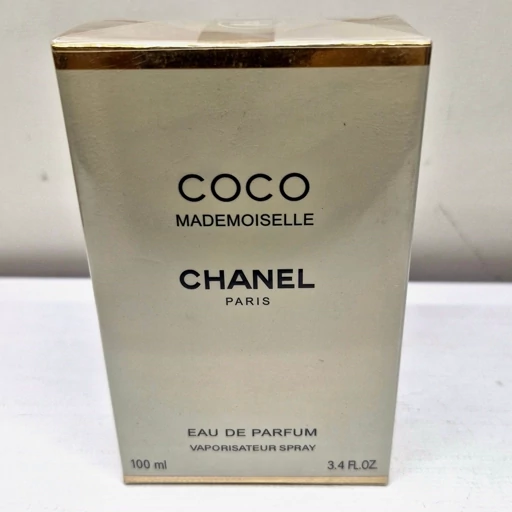 COCO
MADEMOISELLE
CHANEL
PARIS
EAU DE PARFUM
VAPORISATEUR SPRAY
100 ml 3.4 FL.OZ.